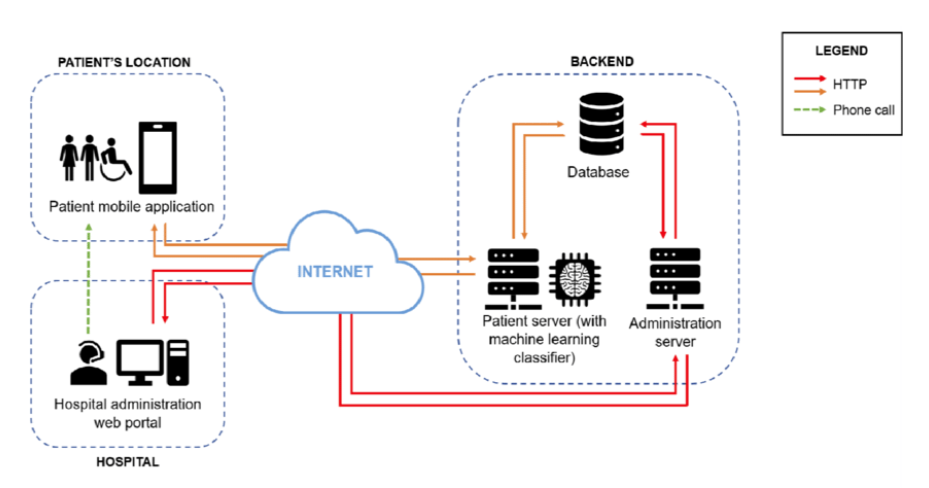 PATIENT'S LOCATION
Patient mobile application
HOSPITAL
Hospital administration
web portal
INTERNET
BACKEND
Database
Patient server (with
machine learning
classifier)
Administration
server
LEGEND
HTTP
Phone call